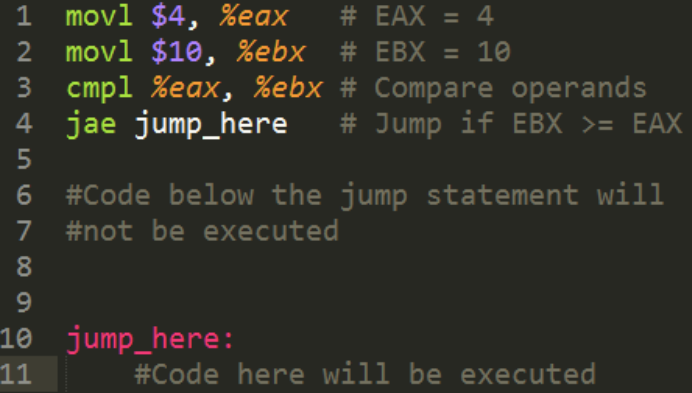 1 movl $4, %eax # EAX = 4
2 movl $10, %ebx # EBX = 10
3 cmpl %eax, %ebx # Compare operands
4 jae jump_here # Jump if EBX >= EAX
5
6 #Code below the jump statement will
7 #not be executed
8
9
10 jump_here:
11 #Code here will be executed